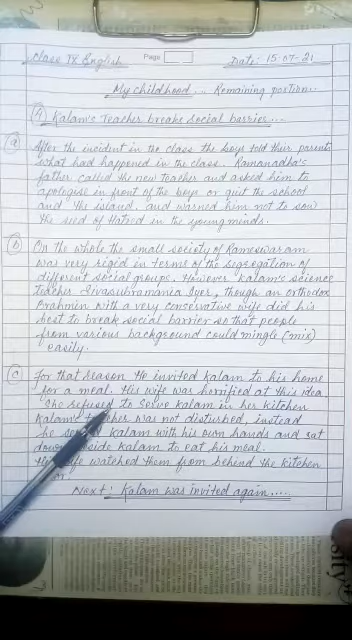 Class IX English Page Date: 15-07-21
My childhood.... Remaining portion...
④ Kalam's Teacher breaks social barrier....
ⓐ After the incident in the class the boys told their parents
what had happened in the class. Ramanadha's
father called the new teacher and asked him to
apologise in front of the boys or quit the school
and the island. and warned him not to sow
the seed of Hatred in the young minds.
ⓑ On the whole the small society of Rameswaram
was very rigid in terms of the segregation of
different social groups. However kalam's science
teacher Sivasubramania Iyer, though an orthodox
Brahmin with a very conservative wife did his
best to break social barrier so that people
from various background could mingle (mix)
easily.
ⓒ for that reason He invited kalam to his home
for a meal. His wife was horrified at this idea
She refused to serve kalam in her kitchen
Kalam's was not disturbed, instead
he kalam with his own hands and sat
down kalam to eat his meal.
wife watched them from behend the kitchen
Next: Kalam was invited again.....